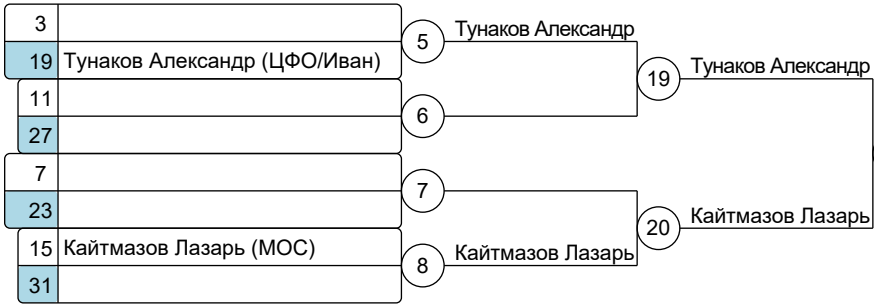 3
19 Тунаков Александр (ЦФО/Иван)
11
27
7
23
15 Кайтмазов Лазарь (МОС)
31
5
6
7
8
Тунаков Александр
Кайтмазов Лазарь
19
20
Тунаков Александр
Кайтмазов Лазарь